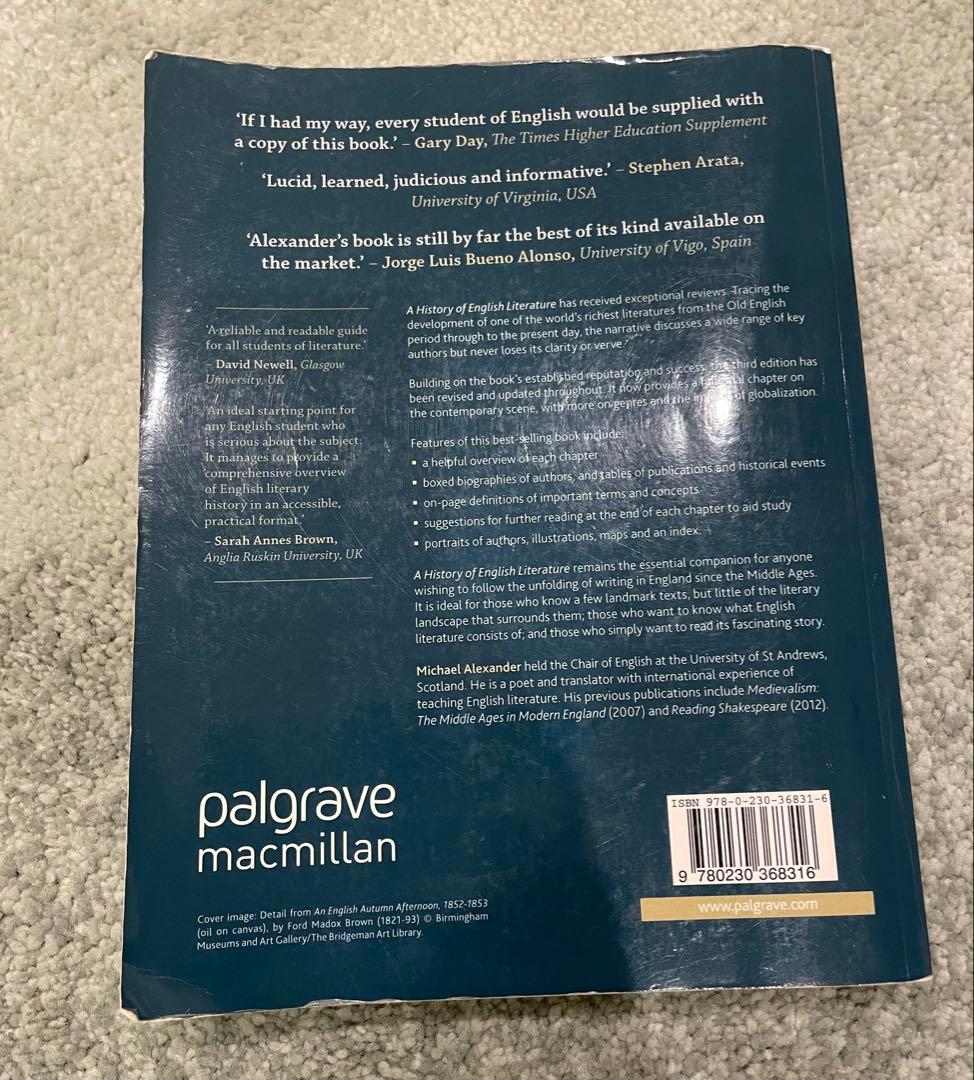 ‘If I had my way, every student of English would be supplied with
a copy of this book.’ – Gary Day, The Times Higher Education Supplement
‘Lucid, learned, judicious and informative.’ – Stephen Arata,
University of Virginia, USA
‘Alexander’s book is still by far the best of its kind available on
the market.’ – Jorge Luis Bueno Alonso, University of Vigo, Spain
‘A reliable and readable guide
for all students of literature.’
– David Newell, Glasgow
University, UK
‘An ideal starting point for
any English student who
is serious about the subject.
It manages to provide a
comprehensive overview
of English literary
history in an accessible,
practical format.’
– Sarah Annes Brown,
Anglia Ruskin University, UK
A History of English Literature has received exceptional reviews. Tracing the
development of one of the world’s richest literatures from the Old English
period through to the present day, the narrative discusses a wide range of key
authors but never loses its clarity or verve.
Building on the book’s established reputation and success, the third edition has
been revised and updated throughout. It now provides a chapter on
the contemporary scene, with more on genres and the of globalization.
Features of this best-selling book include:
▪ a helpful overview of each chapter
▪ boxed biographies of authors, and tables of publications and historical events
▪ on-page definitions of important terms and concepts
▪ suggestions for further reading at the end of each chapter to aid study
▪ portraits of authors, illustrations, maps and an index.
A History of English Literature remains the essential companion for anyone
wishing to follow the unfolding of writing in England since the Middle Ages.
It is ideal for those who know a few landmark texts, but little of the literary
landscape that surrounds them; those who want to know what English
literature consists of; and those who simply want to read its fascinating story.
Michael Alexander held the Chair of English at the University of St Andrews,
Scotland. He is a poet and translator with international experience of
teaching English literature. His previous publications include Medievalism:
The Middle Ages in Modern England (2007) and Reading Shakespeare (2012).
palgrave
macmillan
Cover image: Detail from An English Autumn Afternoon, 1852-1853
(oil on canvas), by Ford Madox Brown (1821-93) © Birmingham
Museums and Art Gallery/The Bridgeman Art Library.
ISBN 978-0-230-36831-6
9 780230 368316
www.palgrave.com